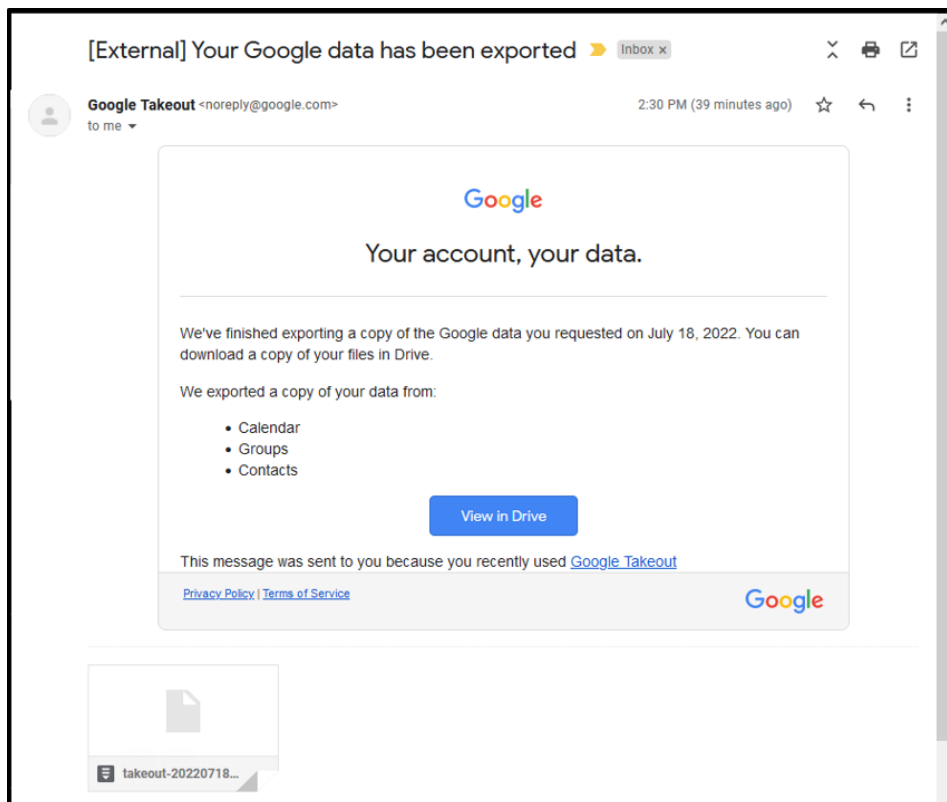 [External] Your Google data has been exported Inbox x
Google Takeout <noreply@google.com> 2:30 PM (39 minutes ago)
to me
Google
Your account, your data.
We've finished exporting a copy of the Google data you requested on July 18, 2022. You can
download a copy of your files in Drive.
We exported a copy of your data from:
• Calendar
• Groups
• Contacts
View in Drive
This message was sent to you because you recently used Google Takeout
Privacy Policy | Terms of Service Google
takeout-20220718...